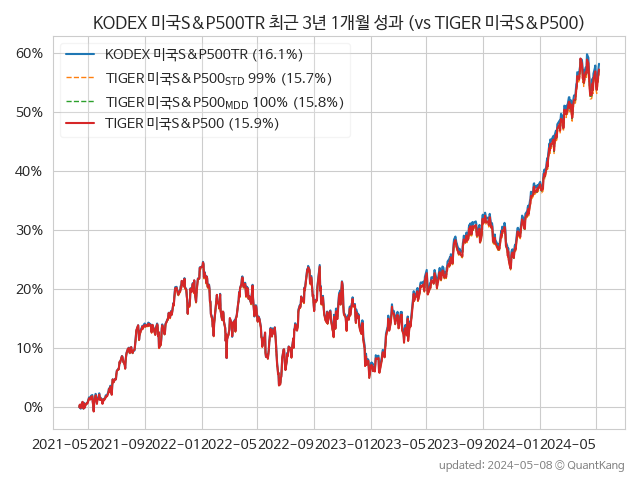 KODEX 미국S&P500TR 최근 3년 1개월 성과 (vs TIGER 미국S&P500)
KODEX 미국S&P500TR (16.1%)
TIGER 미국S&P500STD 99% (15.7%)
TIGER 미국S&P500MDD 100% (15.8%)
TIGER 미국S&P500 (15.9%)
60%
50%
40%
30%
20%
10%
0%
2021-05 2021-09 2022-01 2022-05 2022-09 2023-01 2023-05 2023-09 2024-01 2024-05
updated: 2024-05-08 © QuantKang